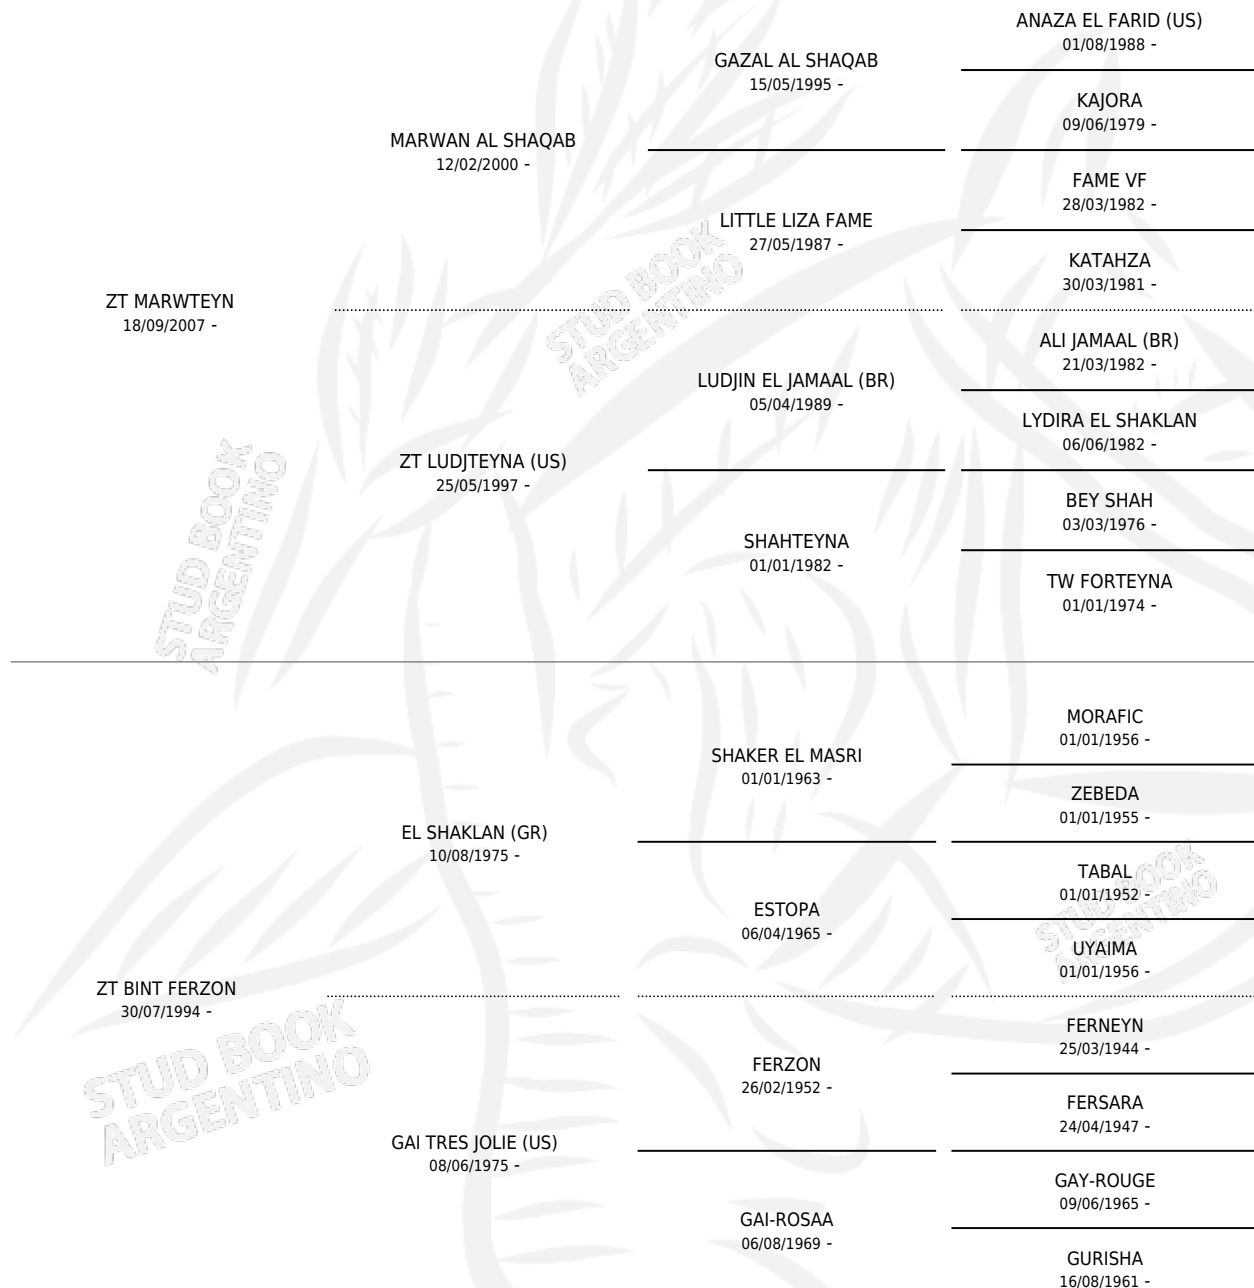 ANAZA EL FARID (US)
01/08/1988 -
GAZAL AL SHAQAB
15/05/1995 -
KAJORA
09/06/1979 -
MARWAN AL SHAQAB
12/02/2000 -
FAME VF
28/03/1982 -
LITTLE LIZA FAME
27/05/1987 -
KATAHZA
30/03/1981 -
ZT MARWTEYN
18/09/2007 -
ALI JAMAAL (BR)
21/03/1982 -
LUDJIN EL JAMAAL (BR)
05/04/1989 -
LYDIRA EL SHAKLAN
06/06/1982 -
ZT LUDJTEYNA (US)
25/05/1997 -
BEY SHAH
03/03/1976 -
SHAHTEYNA
01/01/1982 -
TW FORTEYNA
01/01/1974 -
MORAFIC
01/01/1956 -
SHAKER EL MASRI
01/01/1963 -
ZEBEDA
01/01/1955 -
EL SHAKLAN (GR)
10/08/1975 -
TABAL
01/01/1952 -
ESTOPA
06/04/1965 -
UYAIMA
01/01/1956 -
ZT BINT FERZON
30/07/1994 -
FERNEYN
25/03/1944 -
FERZON
26/02/1952 -
FERSARA
24/04/1947 -
GAI TRES JOLIE (US)
08/06/1975 -
GAY-ROUGE
09/06/1965 -
GAI-ROSAA
06/08/1969 -
GURISHA
16/08/1961 -
STUD BOOK
ARGENTINO
STUD BOOK
ARGENTINO
STUD BOOK
ARGENTINO
STUD BOOK
ARGENTINO